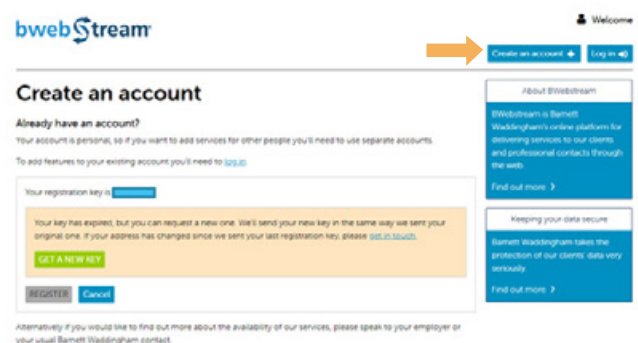 bwebStream
Welcome
Create an account
Log in
Create an account
Already have an account?
Your account is personal, so if you want to add services for other people you'll need to use separate accounts.
To add features to your existing account you'll need to log in.
Your registration key is
Your key has expired, but you can request a new one. We'll send your new key in the same way we sent your
original one. If your address has changed since we sent your last registration key, please get in touch.
GET A NEW KEY
REGISTER
Cancel
Alternatively if you would like to find out more about the availability of our services, please speak to your employer or
your usual Barnett Waddingham contact.
About BWebstream
BWebstream is Barnett
Waddingham's online platform for
delivering services to our clients
and professional contacts through
the web.
Find out more
Keeping your data secure
Barnett Waddingham takes the
protection of our clients' data very
seriously.
Find out more